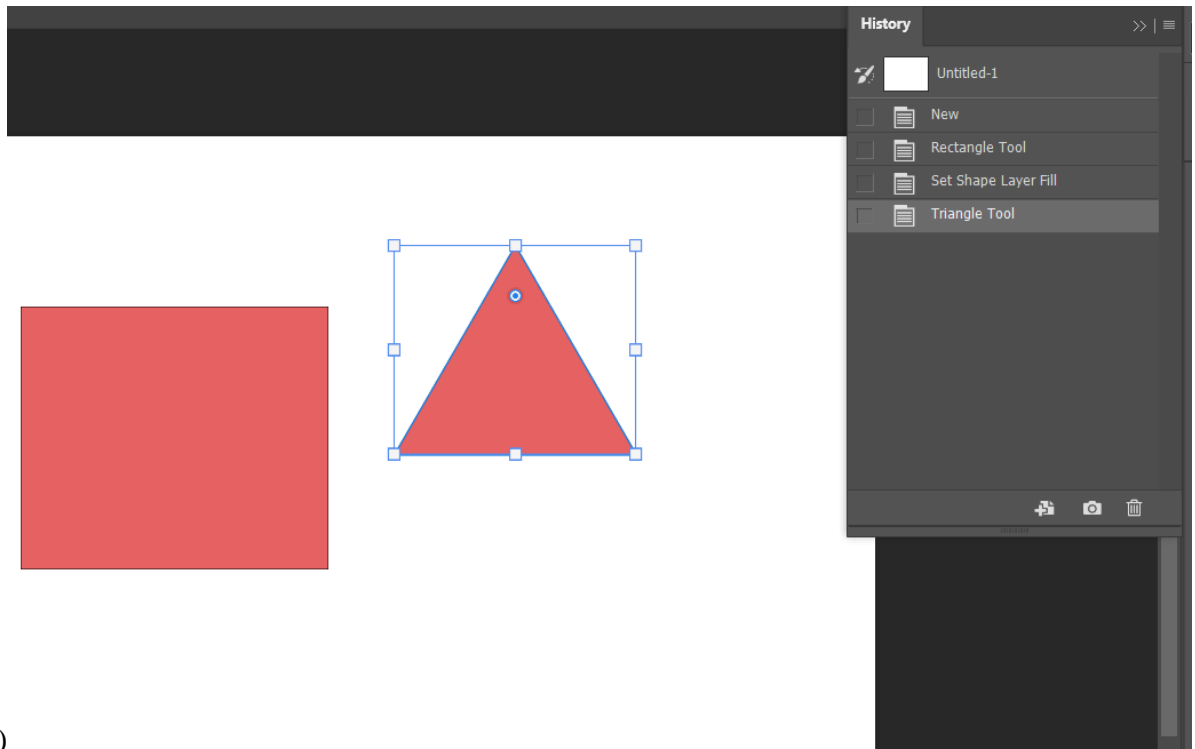 History
Untitled-1
New
Rectangle Tool
Set Shape Layer Fill
Triangle Tool
)